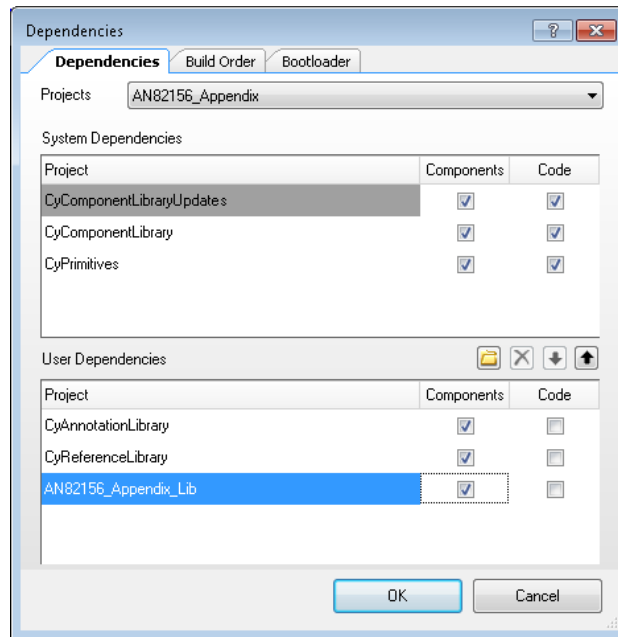 Dependencies
Dependencies Build Order Bootloader
Projects AN82156_Appendix
System Dependencies
Project Components Code
CyComponentLibraryUpdates
CyComponentLibrary
CyPrimitives
User Dependencies
Project Components Code
CyAnnotationLibrary
CyReferenceLibrary
AN82156_Appendix_Lib
OK Cancel